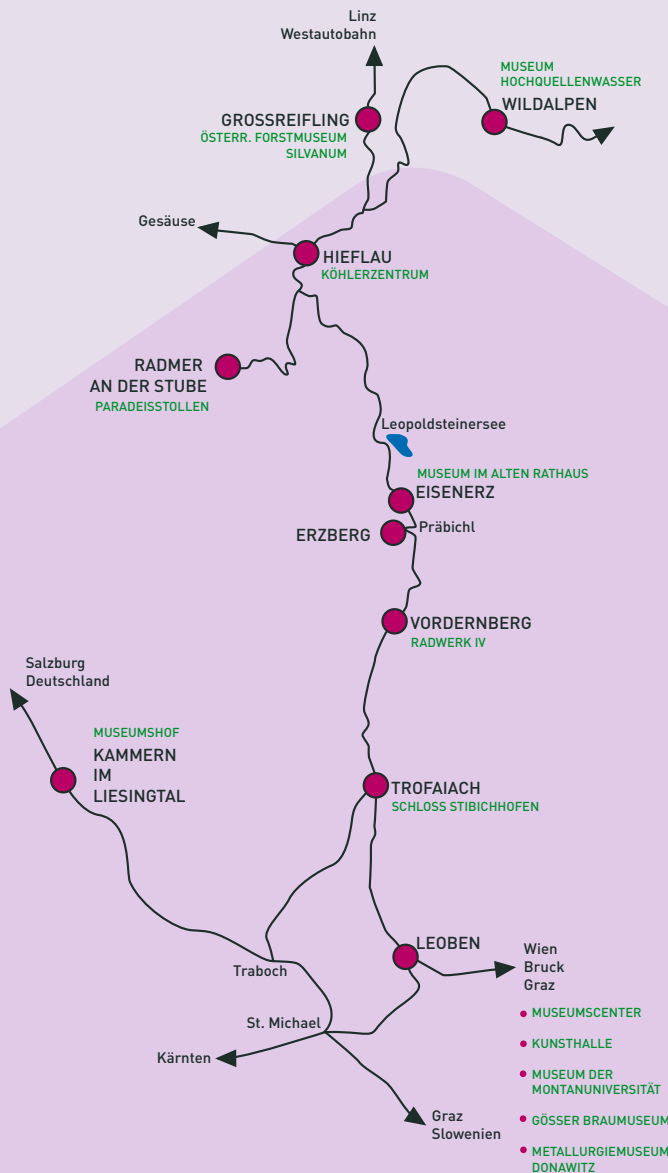 Linz
Westautobahn
MUSEUM
HOCHQUELLENWASSER
WILDALPEN
GROSSREIFLING
ÖSTERR. FORSTMUSEUM
SILVANUM
Gesäuse
HIEFLAU
KÖHLERZENTRUM
RADMER
AN DER STUBE
PARADEISSTOLLEN
Leopoldsteinersee
MUSEUM IM ALTEN RATHAUS
EISENERZ
ERZBERG
Präbichl
VORDERNBERG
RADWERK IV
Salzburg
Deutschland
MUSEUMSHOF
KAMMERN
IM
LIESINGTAL
TROFAIACH
SCHLOSS STIBICHHOFEN
LEOBEN
Wien
Bruck
Graz
Traboch
St. Michael
Kärnten
Graz
Slowenien
• MUSEUMSCENTER
• KUNSTHALLE
• MUSEUM DER
MONTANUNIVERSITÄT
• GÖSSER BRAUMUSEUM
• METALLURGIEMUSEUM
DONAWITZ